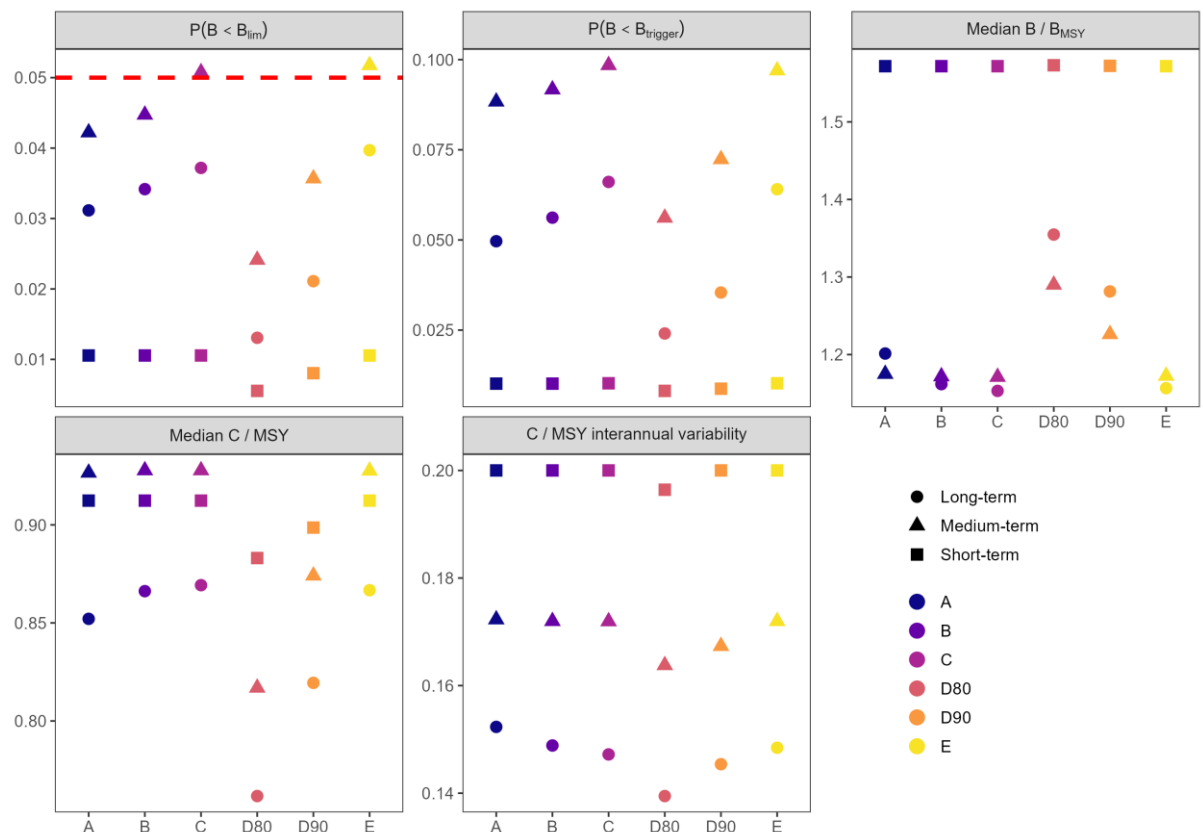 P(B < Blim)
P(B < Btrigger)
Median B / BMSY
0.05
0.04
0.03
0.02
0.01
0.100
0.075
0.050
0.025
1.5
1.4
1.3
1.2
A B C D80 D90 E
Median C / MSY
C / MSY interannual variability
0.90
0.85
0.80
0.20
0.18
0.16
0.14
A B C D80 D90 E
A B C D80 D90 E
Long-term
Medium-term
Short-term
A
B
C
D80
D90
E